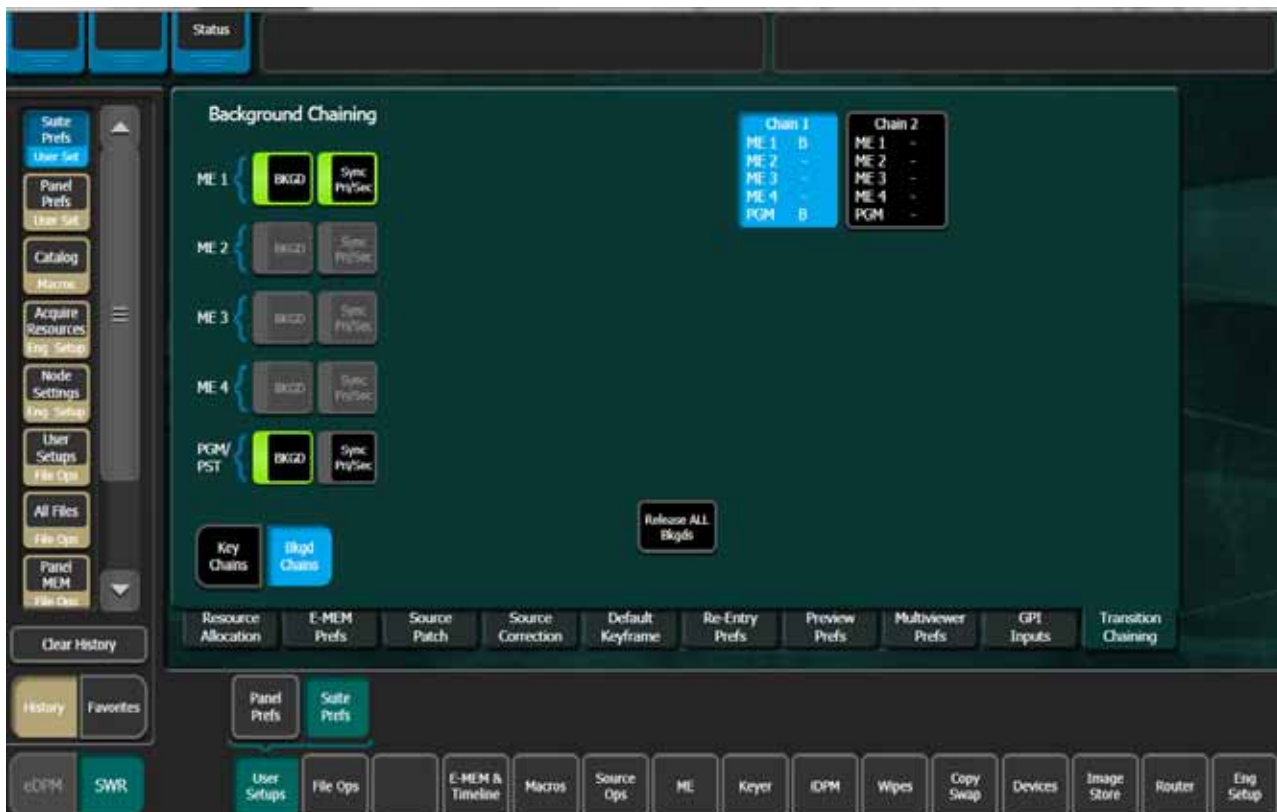 Status
Suite
Prefs
User Set
Panel
Prefs
User Set
Catalog
Macros
Acquire
Resources
Eng Setup
Node
Settings
Eng Setup
User
Setups
File Ops
All Files
File Ops
Panel
MEM
File Ops
Clear History
History Favorites
eDPM SWR
Background Chaining
ME 1 BKGD Sync
Pri/Sec
ME 2 BKGD Sync
Pri/Sec
ME 3 BKGD Sync
Pri/Sec
ME 4 BKGD Sync
Pri/Sec
PGM/
PST BKGD Sync
Pri/Sec
Chain 1
ME 1 B
ME 2 -
ME 3 -
ME 4 -
PGM B
Chain 2
ME 1 -
ME 2 -
ME 3 -
ME 4 -
PGM -
Release ALL
Bkgds
Key
Chains
Bkgd
Chains
Resource
Allocation
E-MEM
Prefs
Source
Patch
Source
Correction
Default
Keyframe
Re-Entry
Prefs
Preview
Prefs
Multiviewer
Prefs
GPI
Inputs
Transition
Chaining
Panel
Prefs
Suite
Prefs
User
Setups
File Ops
E-MEM &
Timeline
Macros
Source
Ops
ME
Keyer
iDPM
Wipes
Copy
Swap
Devices
Image
Store
Router
Eng
Setup